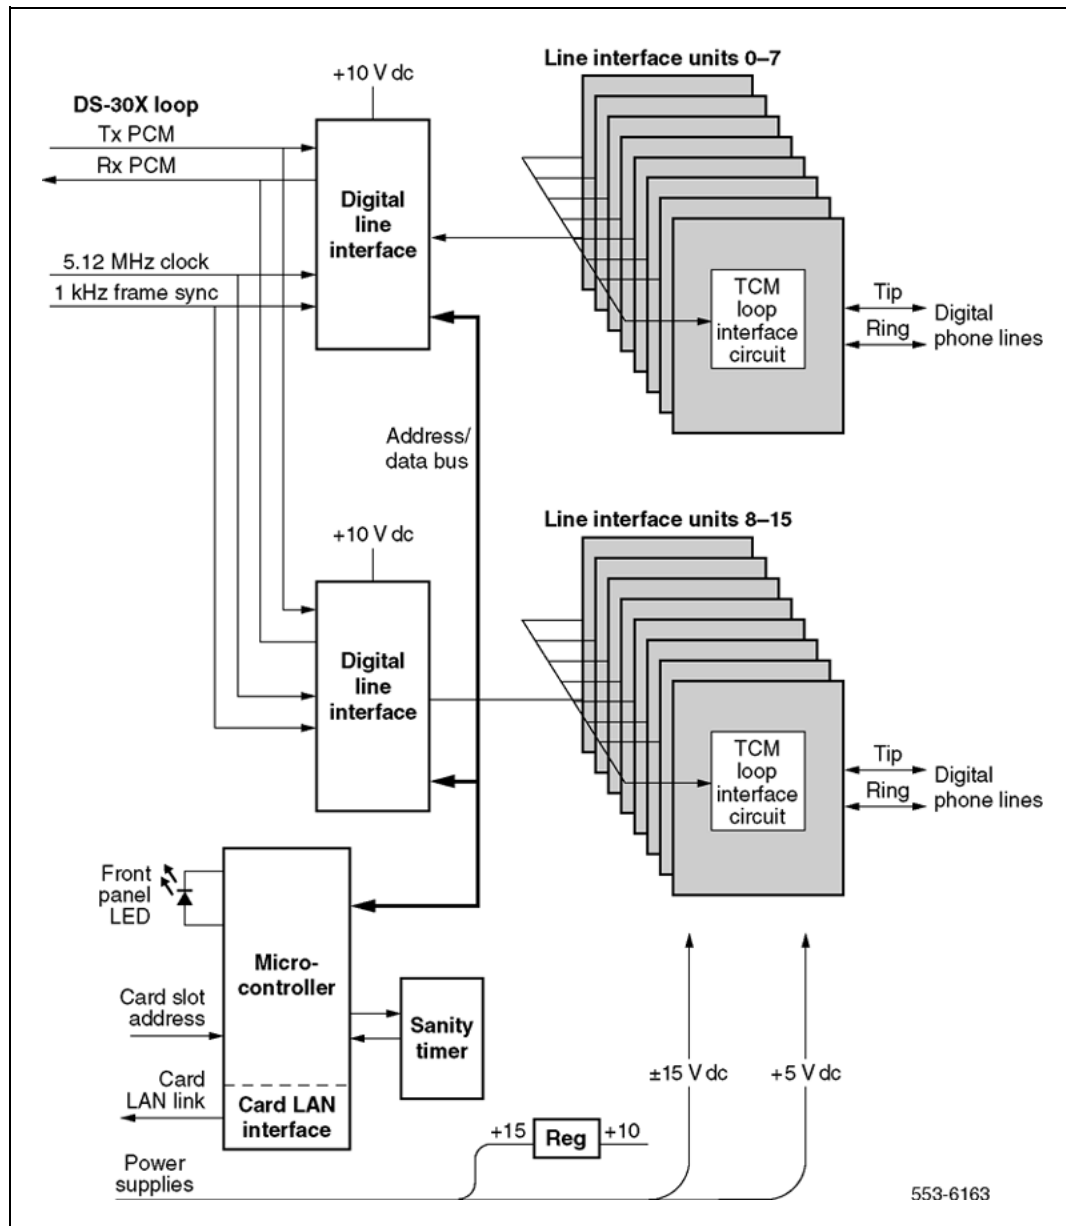 Line interface units 0–7
+10 V dc
DS-30X loop
Tx PCM
Rx PCM
Digital
line
interface
5.12 MHz clock
1 kHz frame sync
TCM
loop
interface
circuit
Tip
Ring
Digital
phone lines
Address/
data bus
Line interface units 8–15
+10 V dc
Digital
line
interface
TCM
loop
interface
circuit
Tip
Ring
Digital
phone lines
Front
panel
LED
Micro-
controller
Card slot
address
Sanity
timer
Card
LAN link
Card LAN
interface
±15 V dc
+5 V dc
+15
Reg
+10
Power
supplies
553-6163